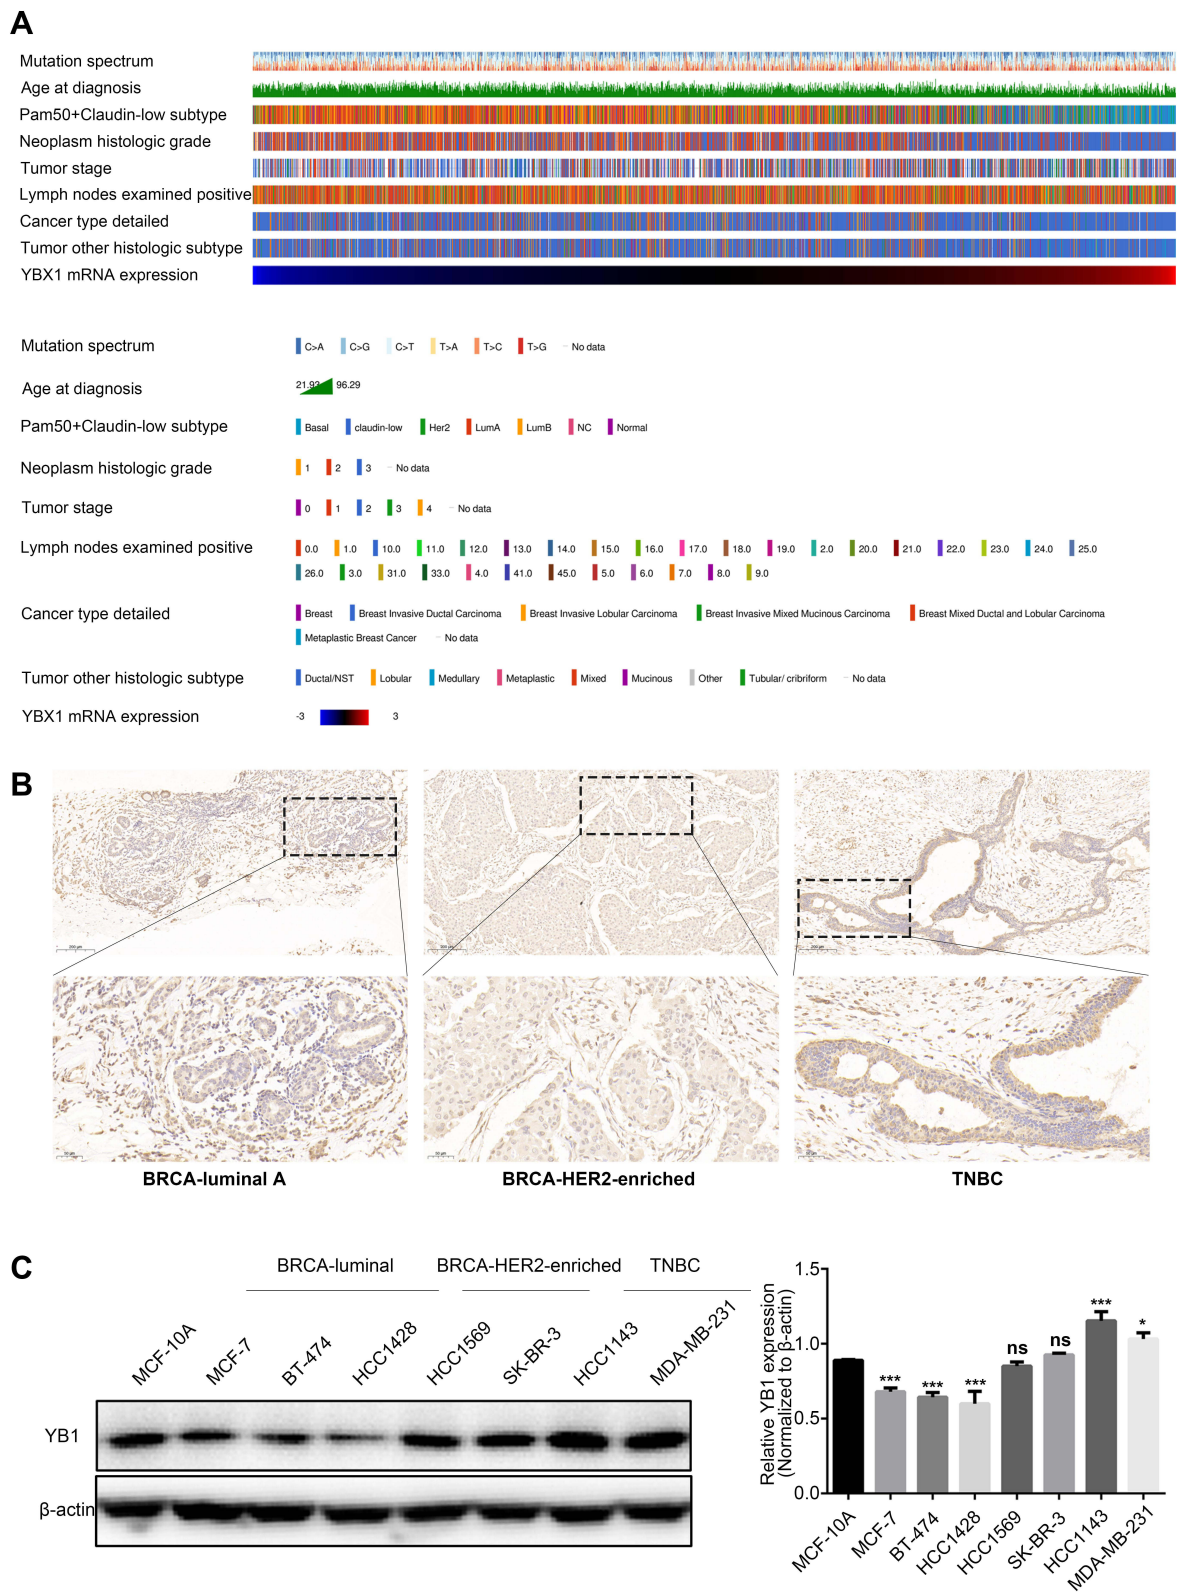 A
Mutation spectrum
Age at diagnosis
Pam50+Claudin-low subtype
Neoplasm histologic grade
Tumor stage
Lymph nodes examined positive
Cancer type detailed
Tumor other histologic subtype
YBX1 mRNA expression
Mutation spectrum C>A C>G C>T T>A T>C T>G No data
Age at diagnosis 21.93 96.29
Pam50+Claudin-low subtype Basal claudin-low Her2 LumA LumB NC Normal
Neoplasm histologic grade 1 2 3 No data
Tumor stage 0 1 2 3 4 No data
Lymph nodes examined positive 0.0 1.0 10.0 11.0 12.0 13.0 14.0 15.0 16.0 17.0 18.0 19.0 2.0 20.0 21.0 22.0 23.0 24.0 25.0
26.0 3.0 31.0 33.0 4.0 41.0 45.0 5.0 6.0 7.0 8.0 9.0
Cancer type detailed Breast Breast Invasive Ductal Carcinoma Breast Invasive Lobular Carcinoma Breast Invasive Mixed Mucinous Carcinoma Breast Mixed Ductal and Lobular Carcinoma
Metaplastic Breast Cancer No data
Tumor other histologic subtype Ductal/NST Lobular Medullary Metaplastic Mixed Mucinous Other Tubular/ cribriform No data
YBX1 mRNA expression -3 3
B
200 μm
50 μm 50 μm 50 μm
BRCA-luminal A BRCA-HER2-enriched TNBC
C
BRCA-luminal BRCA-HER2-enriched TNBC
MCF-10A MCF-7 BT-474 HCC1428 HCC1569 SK-BR-3 HCC1143 MDA-MB-231
YB1
β-actin
Relative YB1 expression
(Normalized to β-actin)
1.5
1.0
0.5
0.0
*** *** *** ns ns *** *
MCF-10A MCF-7 BT-474 HCC1428 HCC1569 SK-BR-3 HCC1143 MDA-MB-231